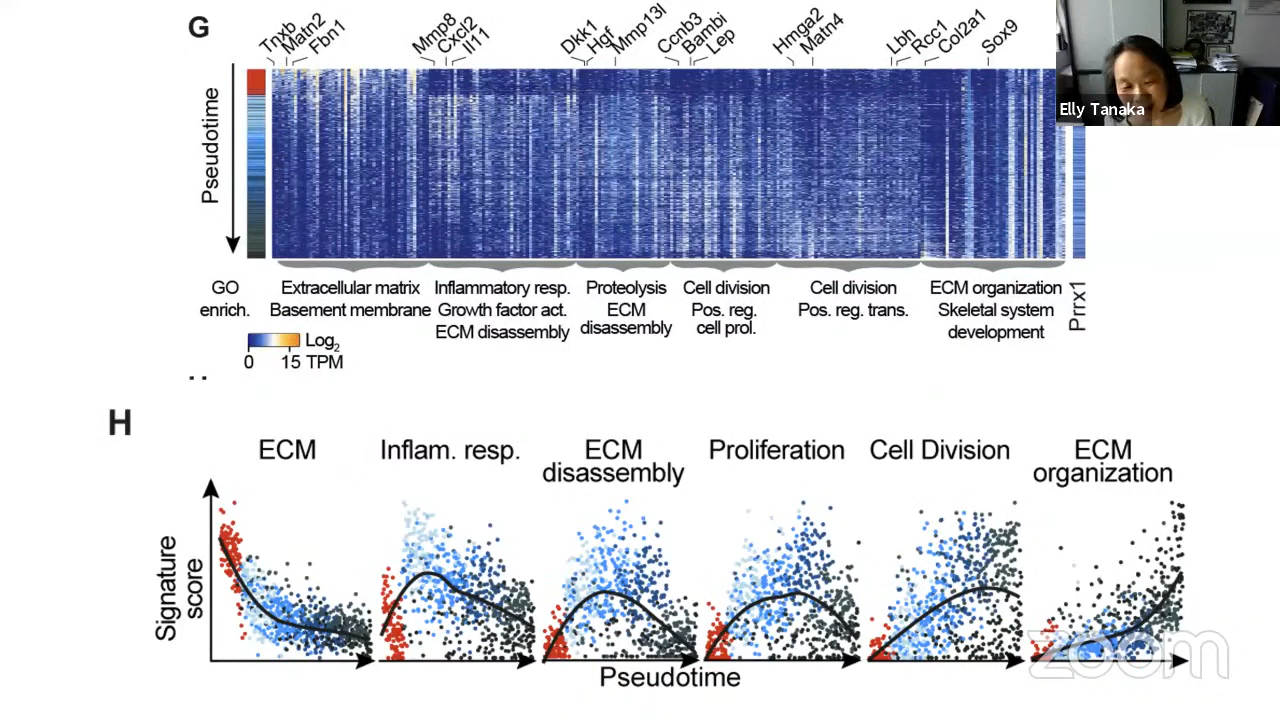 G
Tnxb
Matn2
Fbn1
Mmp8
Cxcl2
Il11
Dkk1
Hgf
Mmp13l
Ccnb3
Bambi
Lep
Hmga2
Matn4
Lbh
Rcc1
Col2a1
Sox9
Elly Tanaka
Pseudotime
GO
enrich.
Extracellular matrix
Basement membrane
Inflammatory resp.
Growth factor act.
ECM disassembly
Proteolysis
ECM
disassembly
Cell division
Pos. reg.
cell prol.
Cell division
Pos. reg. trans.
ECM organization
Skeletal system
development
Prrx1
Log2
0 15 TPM
H
ECM
Inflam. resp.
ECM
disassembly
Proliferation
Cell Division
ECM
organization
Signature
score
Pseudotime
zoom